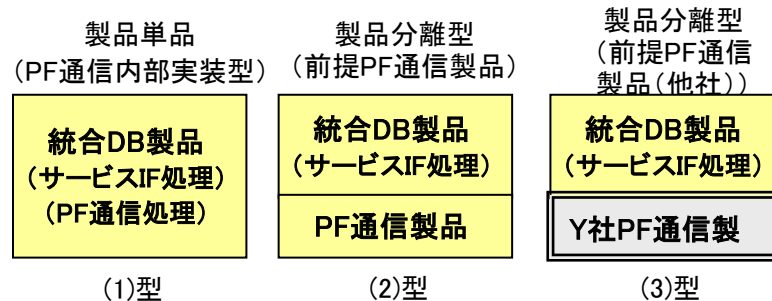 製品単品
(PF通信内部実装型)
統合DB製品
(サービスIF処理)
(PF通信処理)
(1)型
製品分離型
(前提PF通信製品)
統合DB製品
(サービスIF処理)
PF通信製品
(2)型
製品分離型
(前提PF通信
製品(他社))
統合DB製品
(サービスIF処理)
Y社PF通信製
(3)型